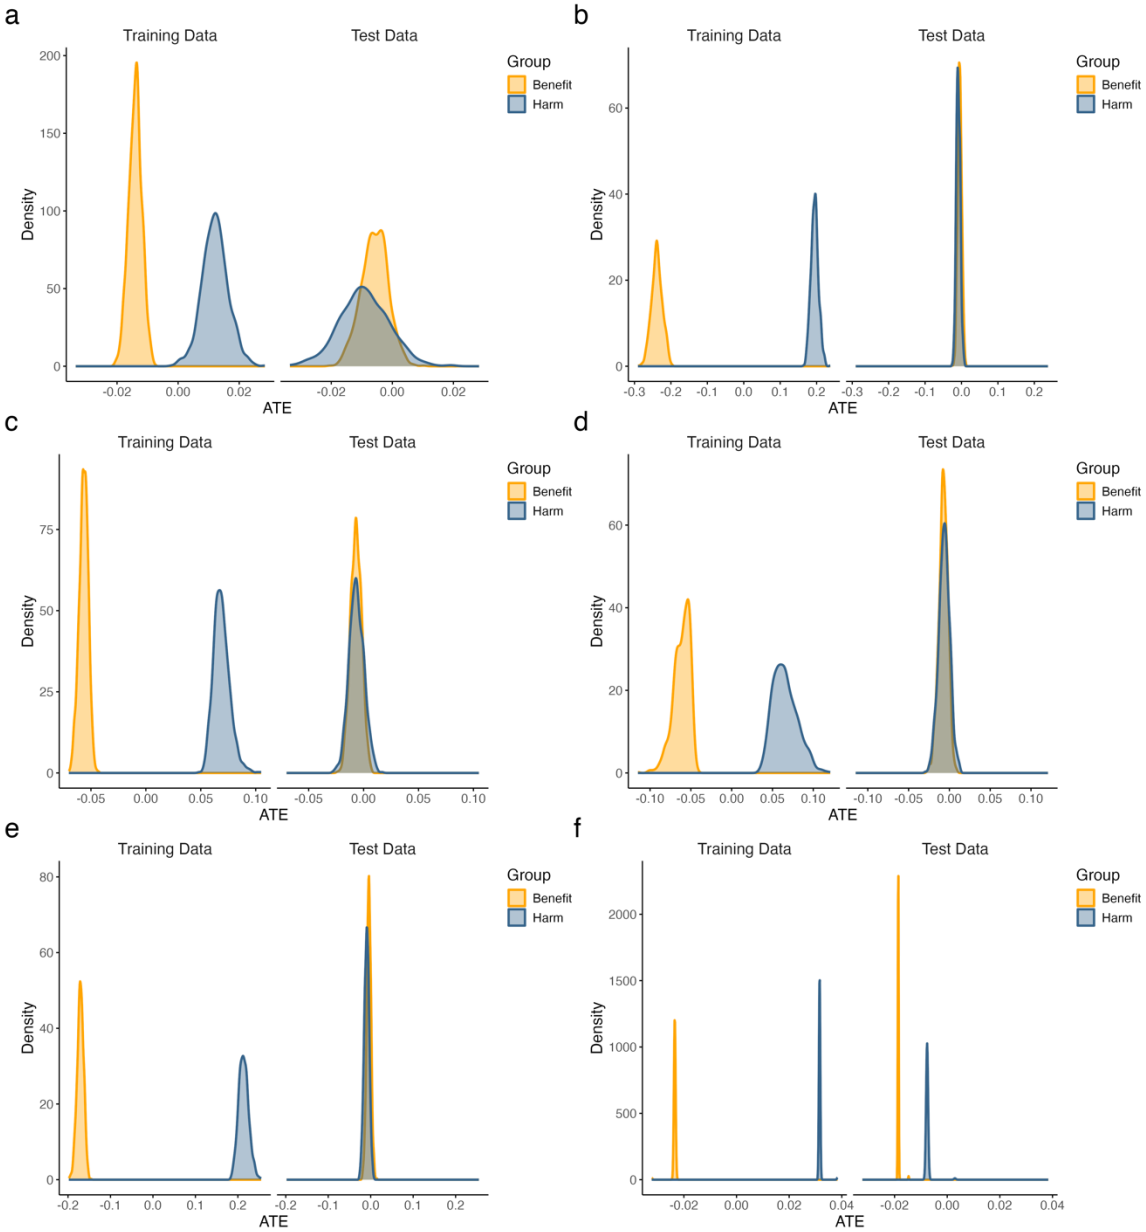 a
Training Data Test Data
Group
Benefit
Harm
Density
200
150
100
50
0
-0.02 0.00 0.02 -0.02 0.00 0.02
ATE
b
Training Data Test Data
Group
Benefit
Harm
Density
60
40
20
0
-0.3 -0.2 -0.1 0.0 0.1 0.2 -0.3 -0.2 -0.1 0.0 0.1 0.2
ATE
c
Training Data Test Data
Group
Benefit
Harm
Density
75
50
25
0
-0.05 0.00 0.05 0.10 -0.05 0.00 0.05 0.10
ATE
d
Training Data Test Data
Group
Benefit
Harm
Density
60
40
20
0
-0.10 -0.05 0.00 0.05 0.10 -0.10 -0.05 0.00 0.05 0.10
ATE
e
Training Data Test Data
Group
Benefit
Harm
Density
80
60
40
20
0
-0.2 -0.1 0.0 0.1 0.2 -0.2 -0.1 0.0 0.1 0.2
ATE
f
Training Data Test Data
Group
Benefit
Harm
Density
2000
1500
1000
500
0
-0.02 0.00 0.02 0.04 -0.02 0.00 0.02 0.04
ATE